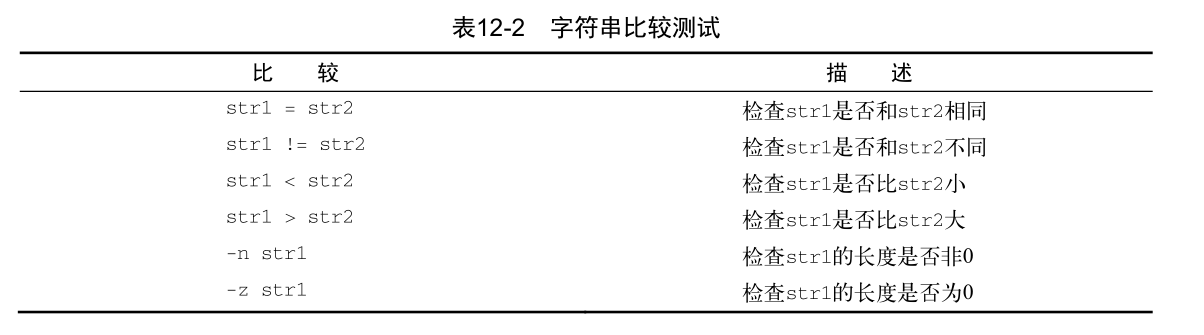 表12-2 字符串比较测试
比 较 描 述
str1 = str2 检查str1是否和str2相同
str1 != str2 检查str1是否和str2不同
str1 < str2 检查str1是否比str2小
str1 > str2 检查str1是否比str2大
-n str1 检查str1的长度是否非0
-z str1 检查str1的长度是否为0